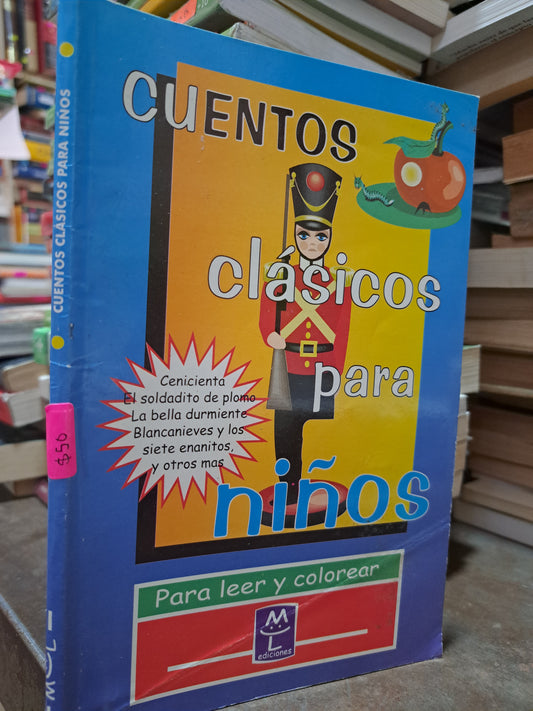 CUENTOS CLÁSICOS PARA NIÑOS
$50
CUENTOS
clásicos
para
niños
Cenicienta
El soldadito de plomo
La bella durmiente
Blancanieves y los
siete enanitos,
y otros mas
Para leer y colorear
ML
ediciones